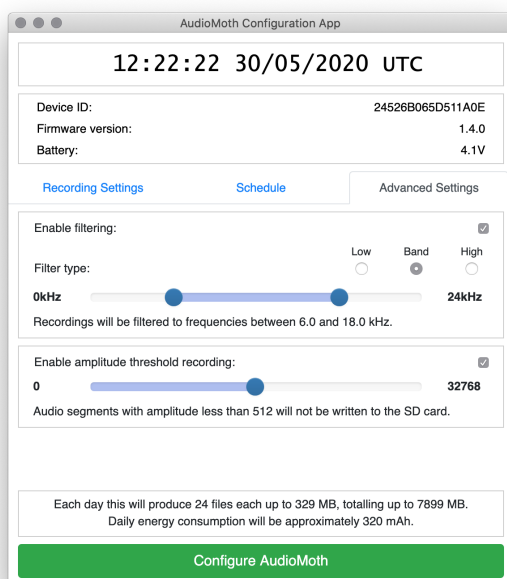 AudioMoth Configuration App
12:22:22 30/05/2020 UTC
Device ID: 24526B065D511A0E
Firmware version: 1.4.0
Battery: 4.1V
Recording Settings Schedule Advanced Settings
Enable filtering:
Low Band High
Filter type:
0kHz 24kHz
Recordings will be filtered to frequencies between 6.0 and 18.0 kHz.
Enable amplitude threshold recording:
0 32768
Audio segments with amplitude less than 512 will not be written to the SD card.
Each day this will produce 24 files each up to 329 MB, totalling up to 7899 MB.
Daily energy consumption will be approximately 320 mAh.
Configure AudioMoth